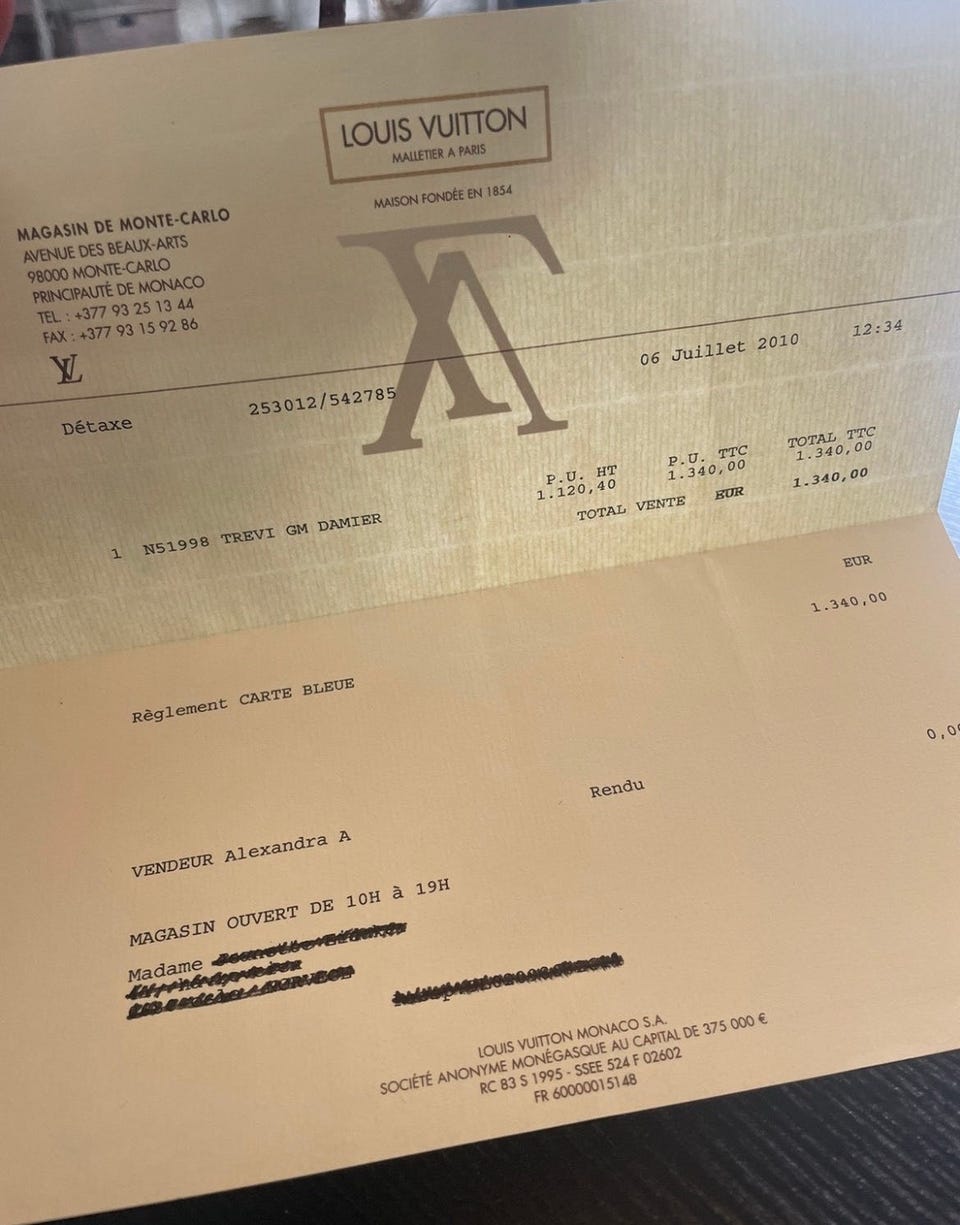 LOUIS VUITTON
MALLETIER A PARIS
MAISON FONDÉE EN 1854
MAGASIN DE MONTE-CARLO
AVENUE DES BEAUX-ARTS
98000 MONTE-CARLO
PRINCIPAUTÉ DE MONACO
TEL. : +377 93 25 13 44
FAX : +377 93 15 92 86
LV
06 Juillet 2010 12:34
Détaxe 253012/542785
P.U. HT P.U. TTC TOTAL TTC
1 N51998 TREVI GM DAMIER 1.120,40 1.340,00 1.340,00
TOTAL VENTE EUR 1.340,00
EUR
Règlement CARTE BLEUE 1.340,00
Rendu 0,00
VENDEUR Alexandra A
MAGASIN OUVERT DE 10H à 19H
Madame
LOUIS VUITTON MONACO S.A.
SOCIÉTÉ ANONYME MONÉGASQUE AU CAPITAL DE 375 000 €
RC 83 S 1995 - SSEE 524 F 02602
FR 60000015148